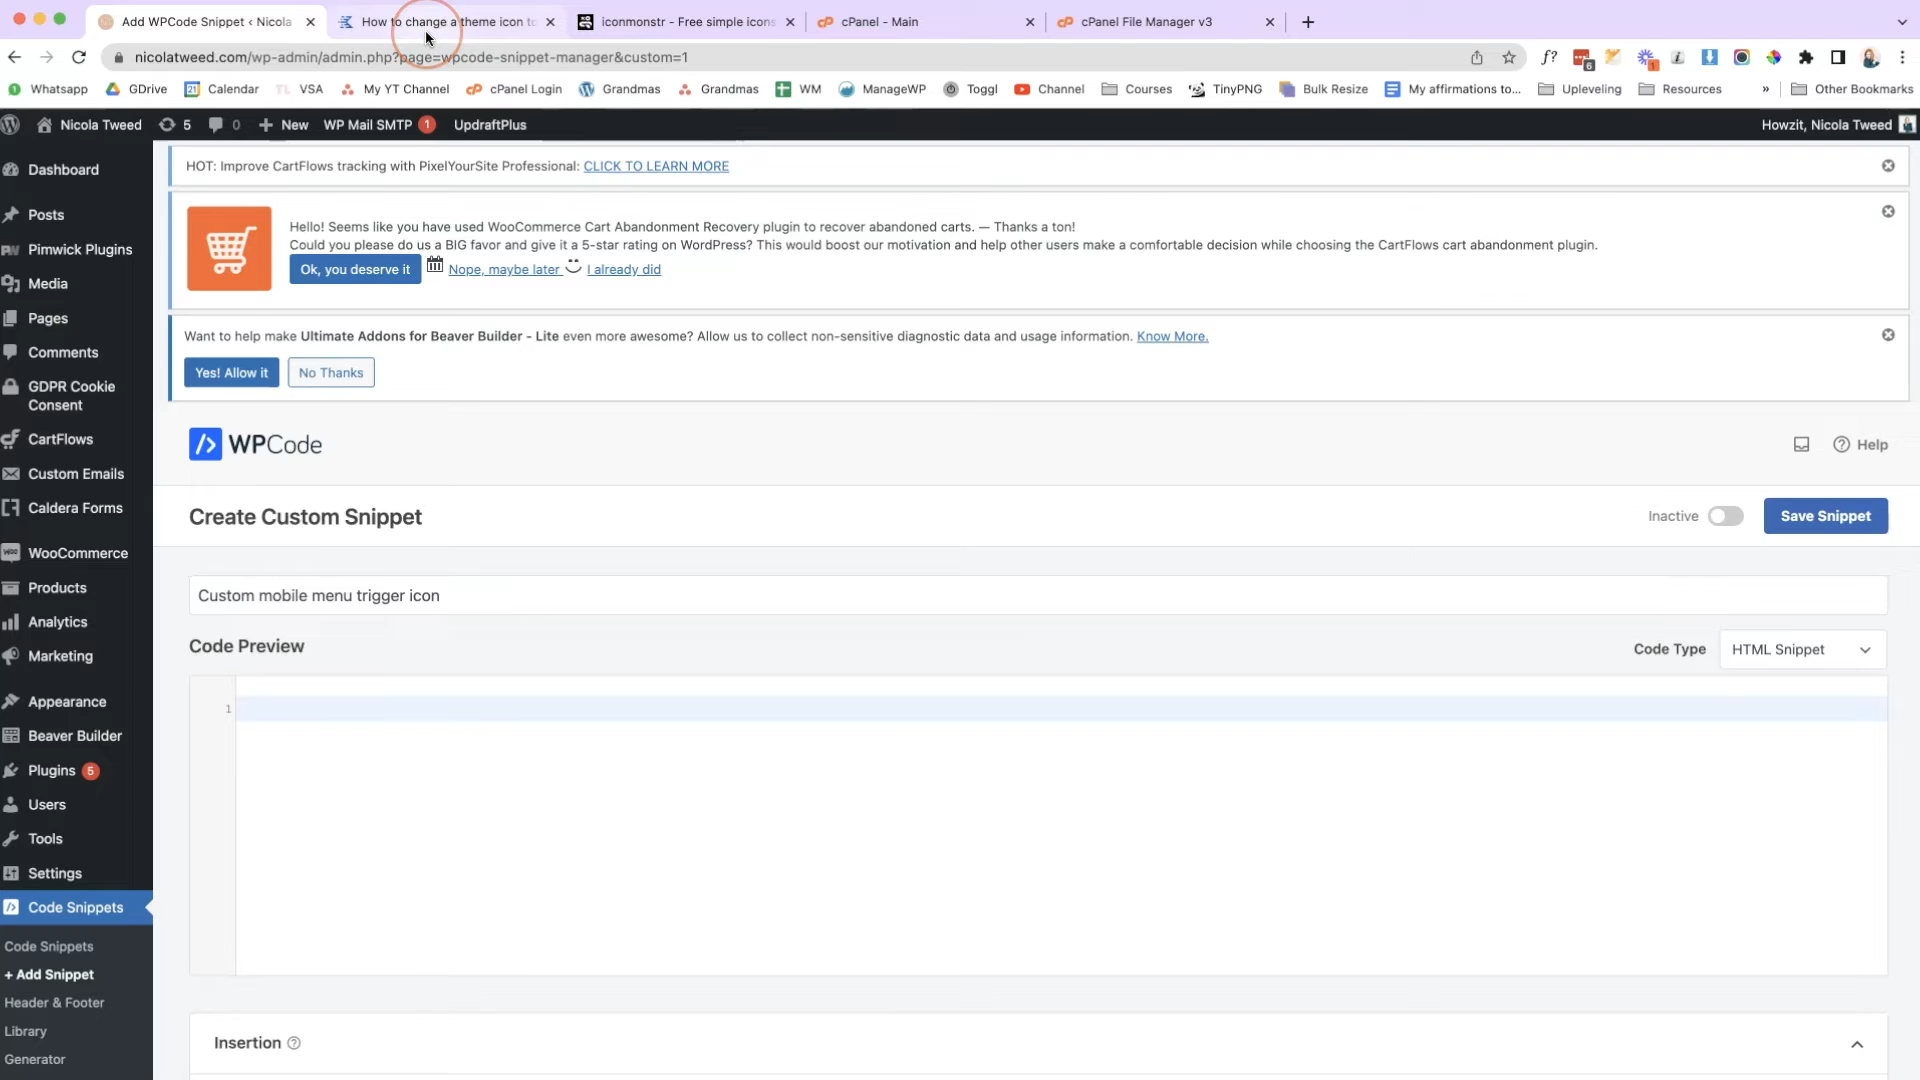 Add WPCode Snippet ‹ Nicola
How to change a theme icon to
iconmonstr - Free simple icons
cPanel - Main
cPanel File Manager v3
nicolatweed.com/wp-admin/admin.php?page=wpcode-snippet-manager&custom=1
Whatsapp
GDrive
Calendar
VSA
My YT Channel
cPanel Login
Grandmas
Grandmas
WM
ManageWP
Toggl
Channel
Courses
TinyPNG
Bulk Resize
My affirmations to...
Upleveling
Resources
»
Other Bookmarks
Nicola Tweed
5
0
New
WP Mail SMTP 1
UpdraftPlus
Howzit, Nicola Tweed
Dashboard
Posts
Pimwick Plugins
Media
Pages
Comments
GDPR Cookie
Consent
CartFlows
Custom Emails
Caldera Forms
WooCommerce
Products
Analytics
Marketing
Appearance
Beaver Builder
Plugins 5
Users
Tools
Settings
Code Snippets
Code Snippets
+ Add Snippet
Header & Footer
Library
Generator
HOT: Improve CartFlows tracking with PixelYourSite Professional: CLICK TO LEARN MORE
Hello! Seems like you have used WooCommerce Cart Abandonment Recovery plugin to recover abandoned carts. — Thanks a ton!
Could you please do us a BIG favor and give it a 5-star rating on WordPress? This would boost our motivation and help other users make a comfortable decision while choosing the CartFlows cart abandonment plugin.
Ok, you deserve it
Nope, maybe later
I already did
Want to help make Ultimate Addons for Beaver Builder - Lite even more awesome? Allow us to collect non-sensitive diagnostic data and usage information. Know More.
Yes! Allow it
No Thanks
WPCode
Help
Create Custom Snippet
Inactive
Save Snippet
Custom mobile menu trigger icon
Code Preview
Code Type
HTML Snippet
1
Insertion